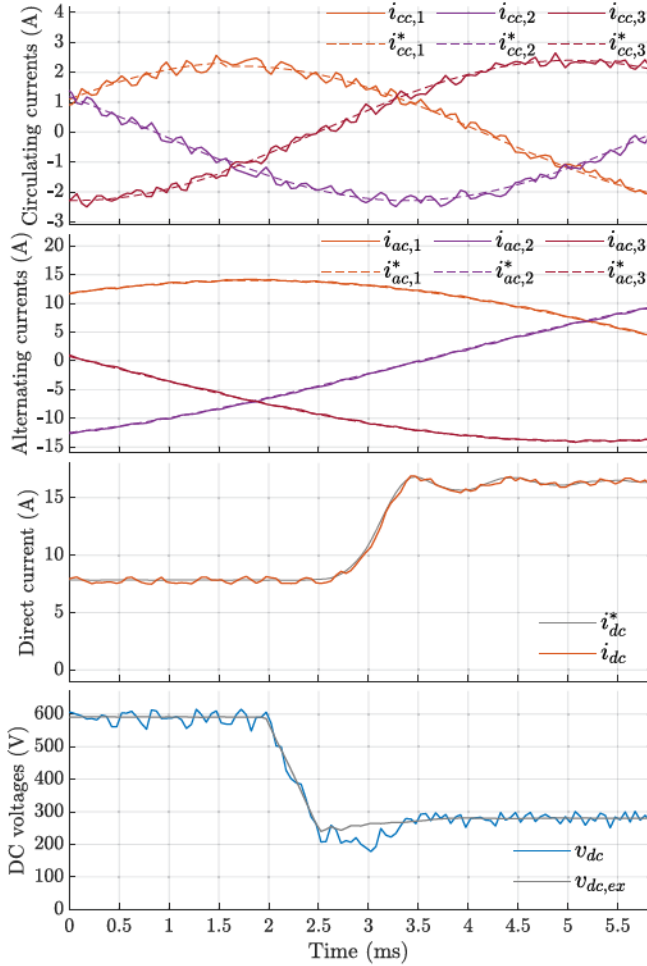 Circulating currents (A)
4
3
2
1
0
-1
-2
-3
i_{cc,1} i_{cc,2} i_{cc,3}
i*_{cc,1} i*_{cc,2} i*_{cc,3}
Alternating currents (A)
20
15
10
5
0
-5
-10
-15
i_{ac,1} i_{ac,2} i_{ac,3}
i*_{ac,1} i*_{ac,2} i*_{ac,3}
Direct current (A)
15
10
5
0
i*_{dc}
i_{dc}
DC voltages (V)
600
500
400
300
200
100
0
v_{dc}
v_{dc,ex}
0 0.5 1 1.5 2 2.5 3 3.5 4 4.5 5 5.5
Time (ms)